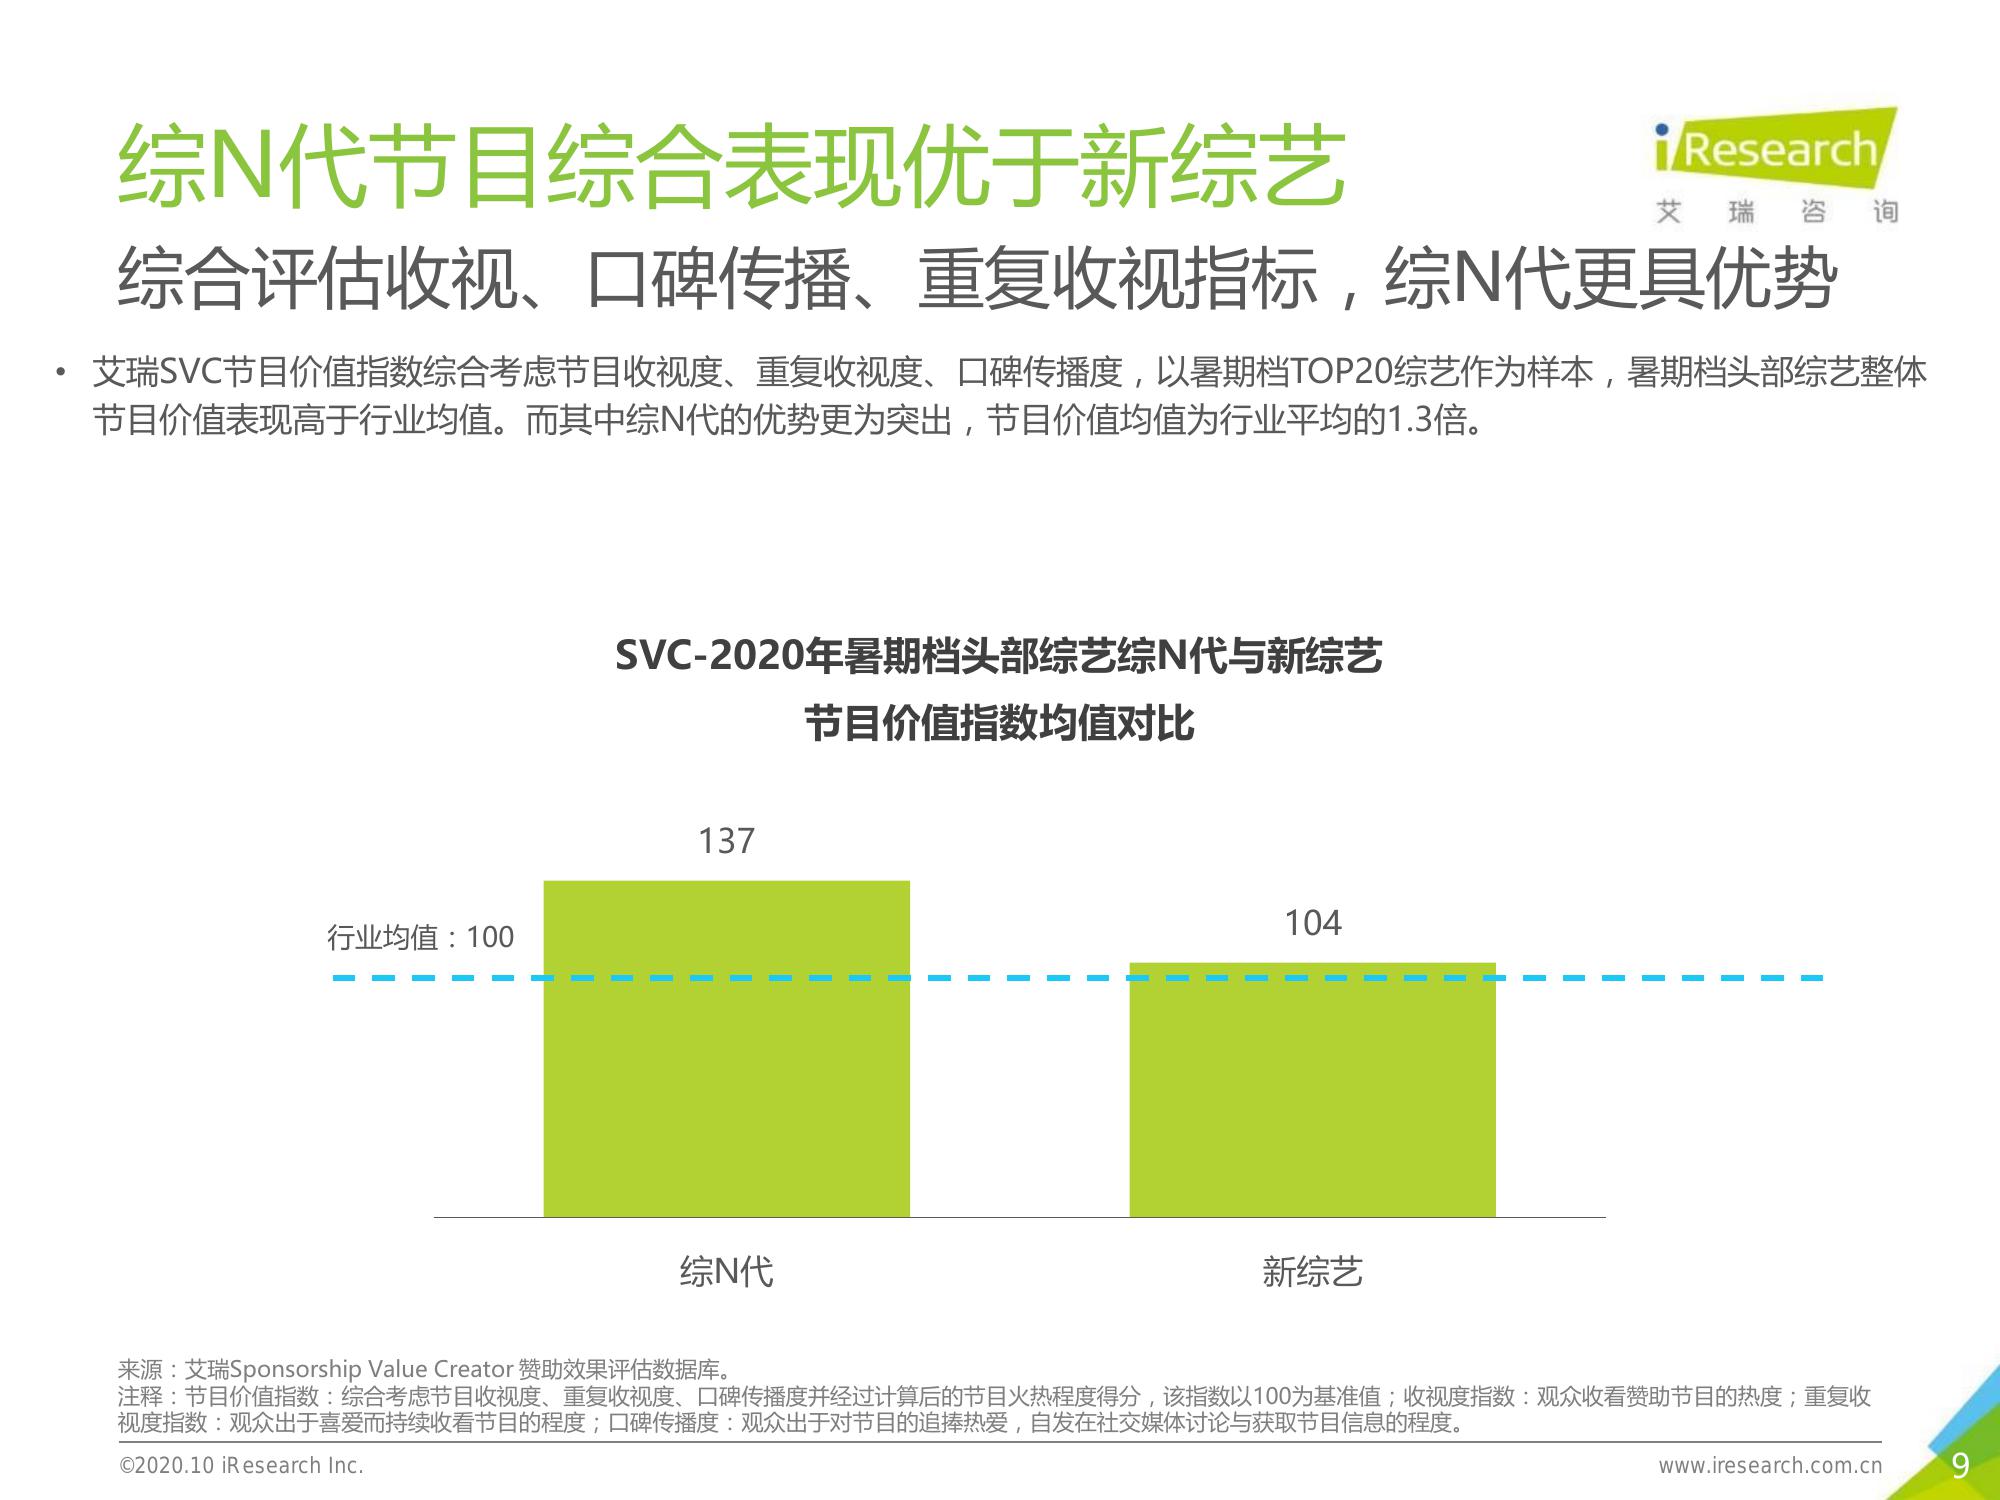 综N代节目综合表现优于新综艺
iResearch
艾瑞咨询
综合评估收视、口碑传播、重复收视指标，综N代更具优势
• 艾瑞SVC节目价值指数综合考虑节目收视度、重复收视度、口碑传播度，以暑期档TOP20综艺作为样本，暑期档头部综艺整体
节目价值表现高于行业均值。而其中综N代的优势更为突出，节目价值均值为行业平均的1.3倍。
SVC-2020年暑期档头部综艺综N代与新综艺
节目价值指数均值对比
137
行业均值：100
104
综N代
新综艺
来源：艾瑞Sponsorship Value Creator 赞助效果评估数据库。
注释：节目价值指数：综合考虑节目收视度、重复收视度、口碑传播度并经过计算后的节目火热程度得分，该指数以100为基准值；收视度指数：观众收看赞助节目的热度；重复收
视度指数：观众出于喜爱而持续收看节目的程度；口碑传播度：观众出于对节目的追捧热爱，自发在社交媒体讨论与获取节目信息的程度。
©2020.10 iResearch Inc.
www.iresearch.com.cn
9